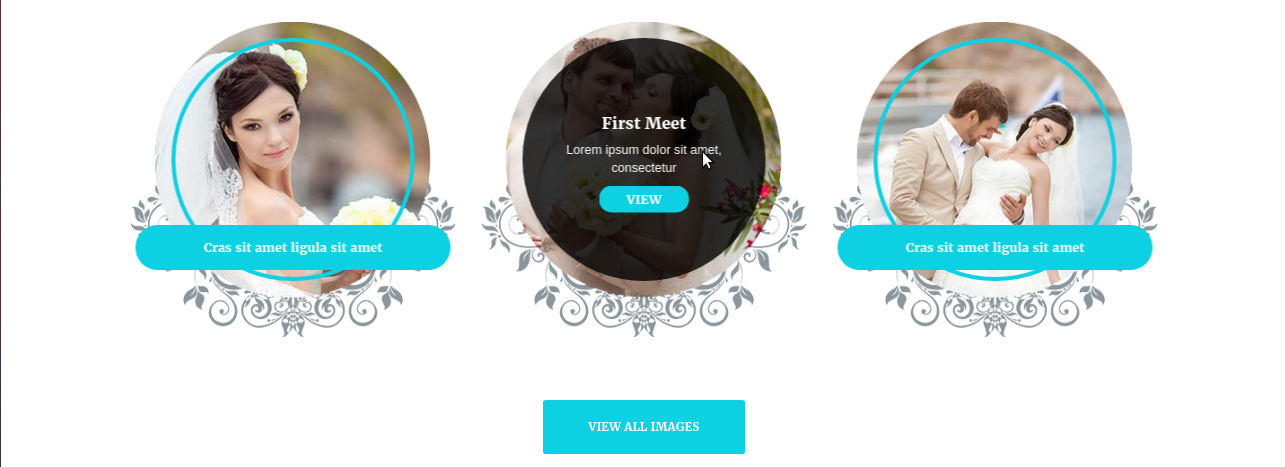 First Meet
Lorem ipsum dolor sit amet,
consectetur
VIEW
Cras sit amet ligula sit amet
Cras sit amet ligula sit amet
VIEW ALL IMAGES